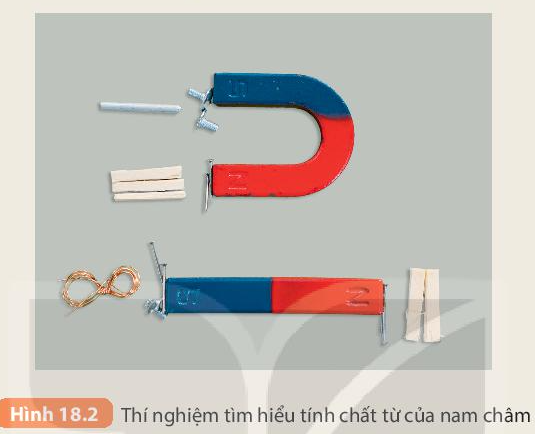 S
N
S
N
Hình 18.2 Thí nghiệm tìm hiểu tính chất từ của nam châm